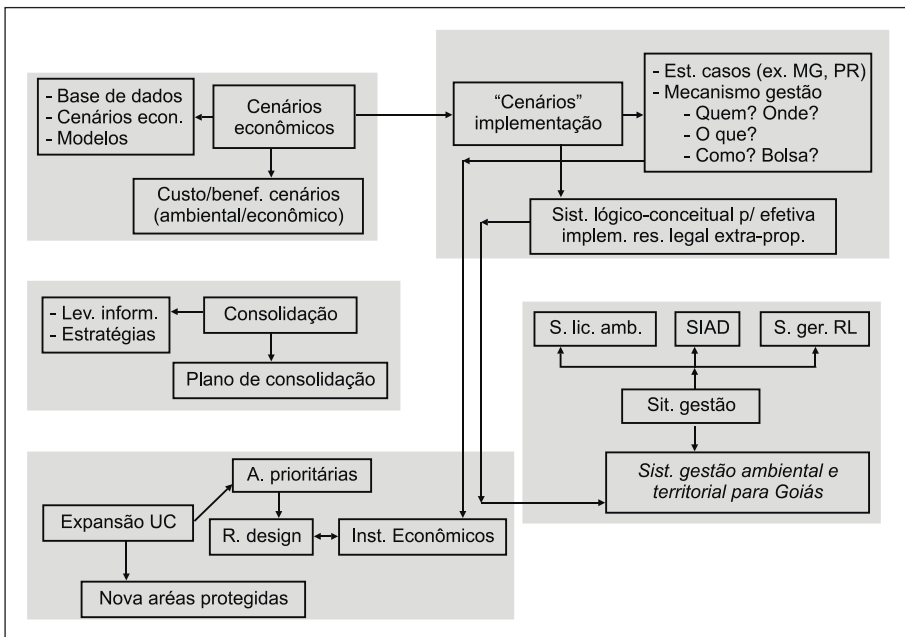 - Base de dados
- Cenários econ.
- Modelos
Cenários
econômicos
Custo/benef. cenários
(ambiental/econômico)
“Cenários”
implementação
- Est. casos (ex. MG, PR)
- Mecanismo gestão
- Quem? Onde?
- O que?
- Como? Bolsa?
Sist. lógico-conceitual p/ efetiva
implem. res. legal extra-prop.
- Lev. inform.
- Estratégias
Consolidação
Plano de consolidação
S. lic. amb.
SIAD
S. ger. RL
Sit. gestão
Sist. gestão ambiental e
territorial para Goiás
A. prioritárias
Expansão UC
R. design
Inst. Econômicos
Nova aréas protegidas